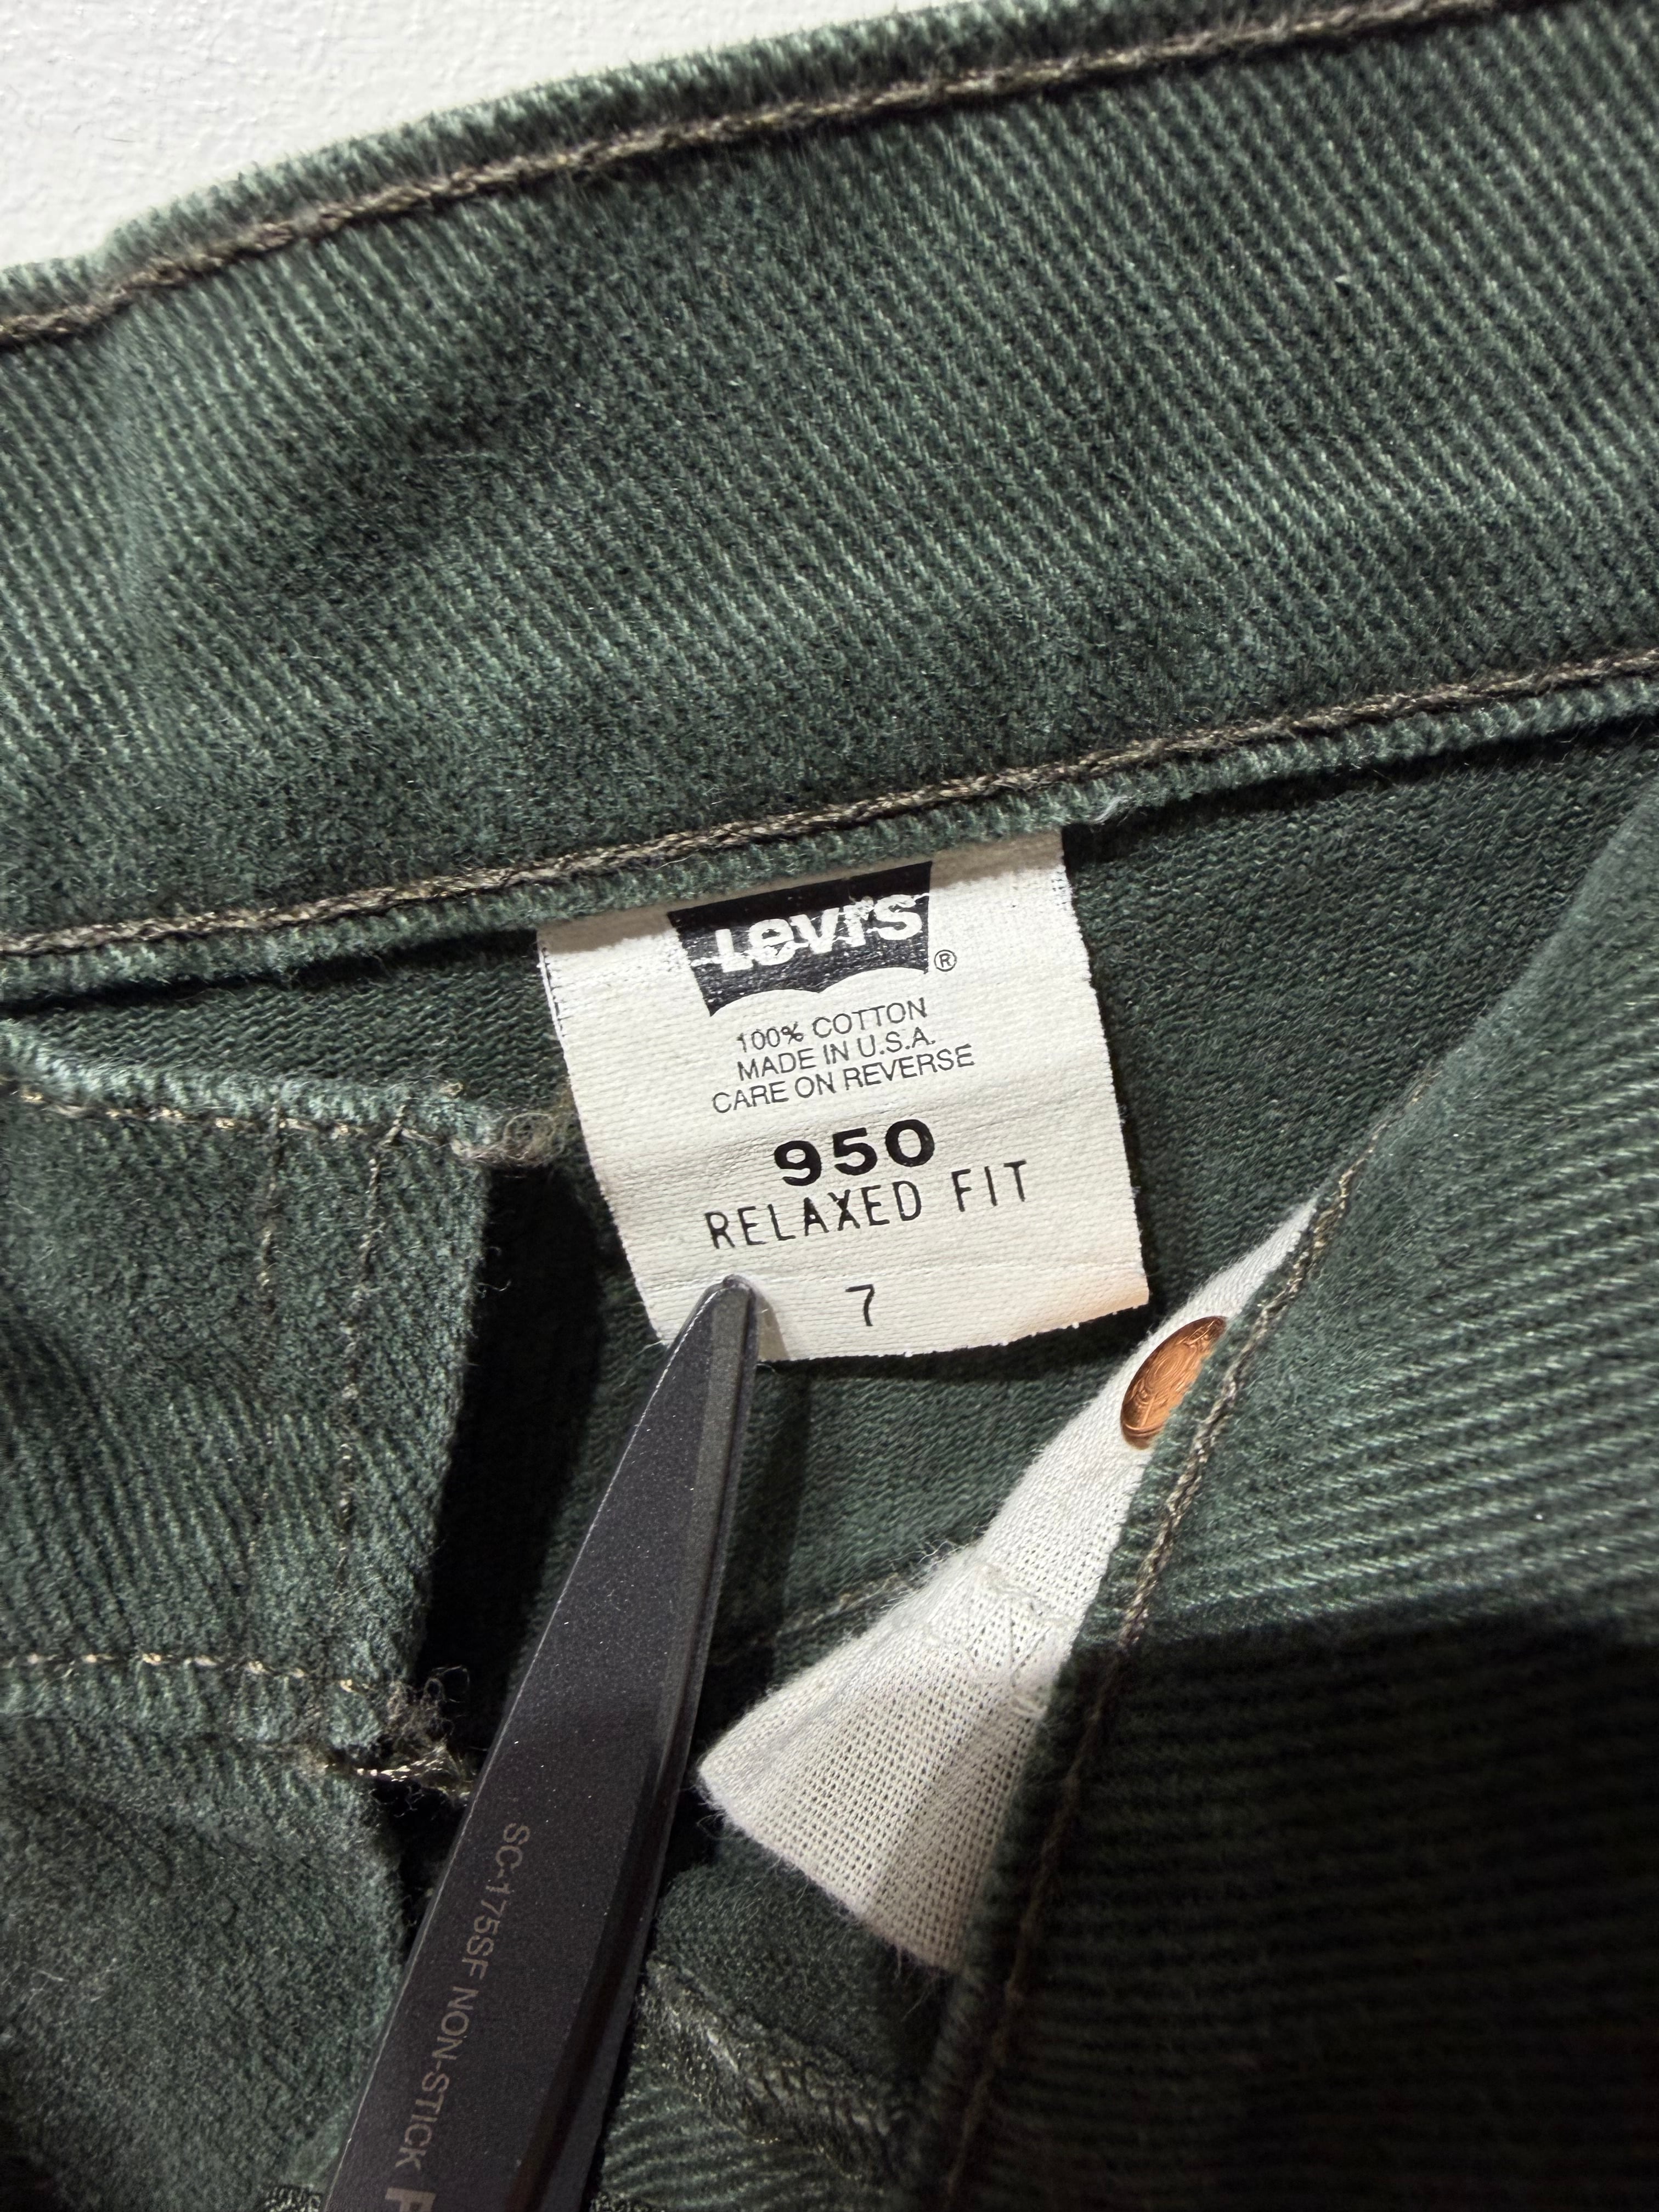 Levi's ®
100% COTTON
MADE IN U.S.A.
CARE ON REVERSE
950
RELAXED FIT
7
SC-175SF NON-STICK